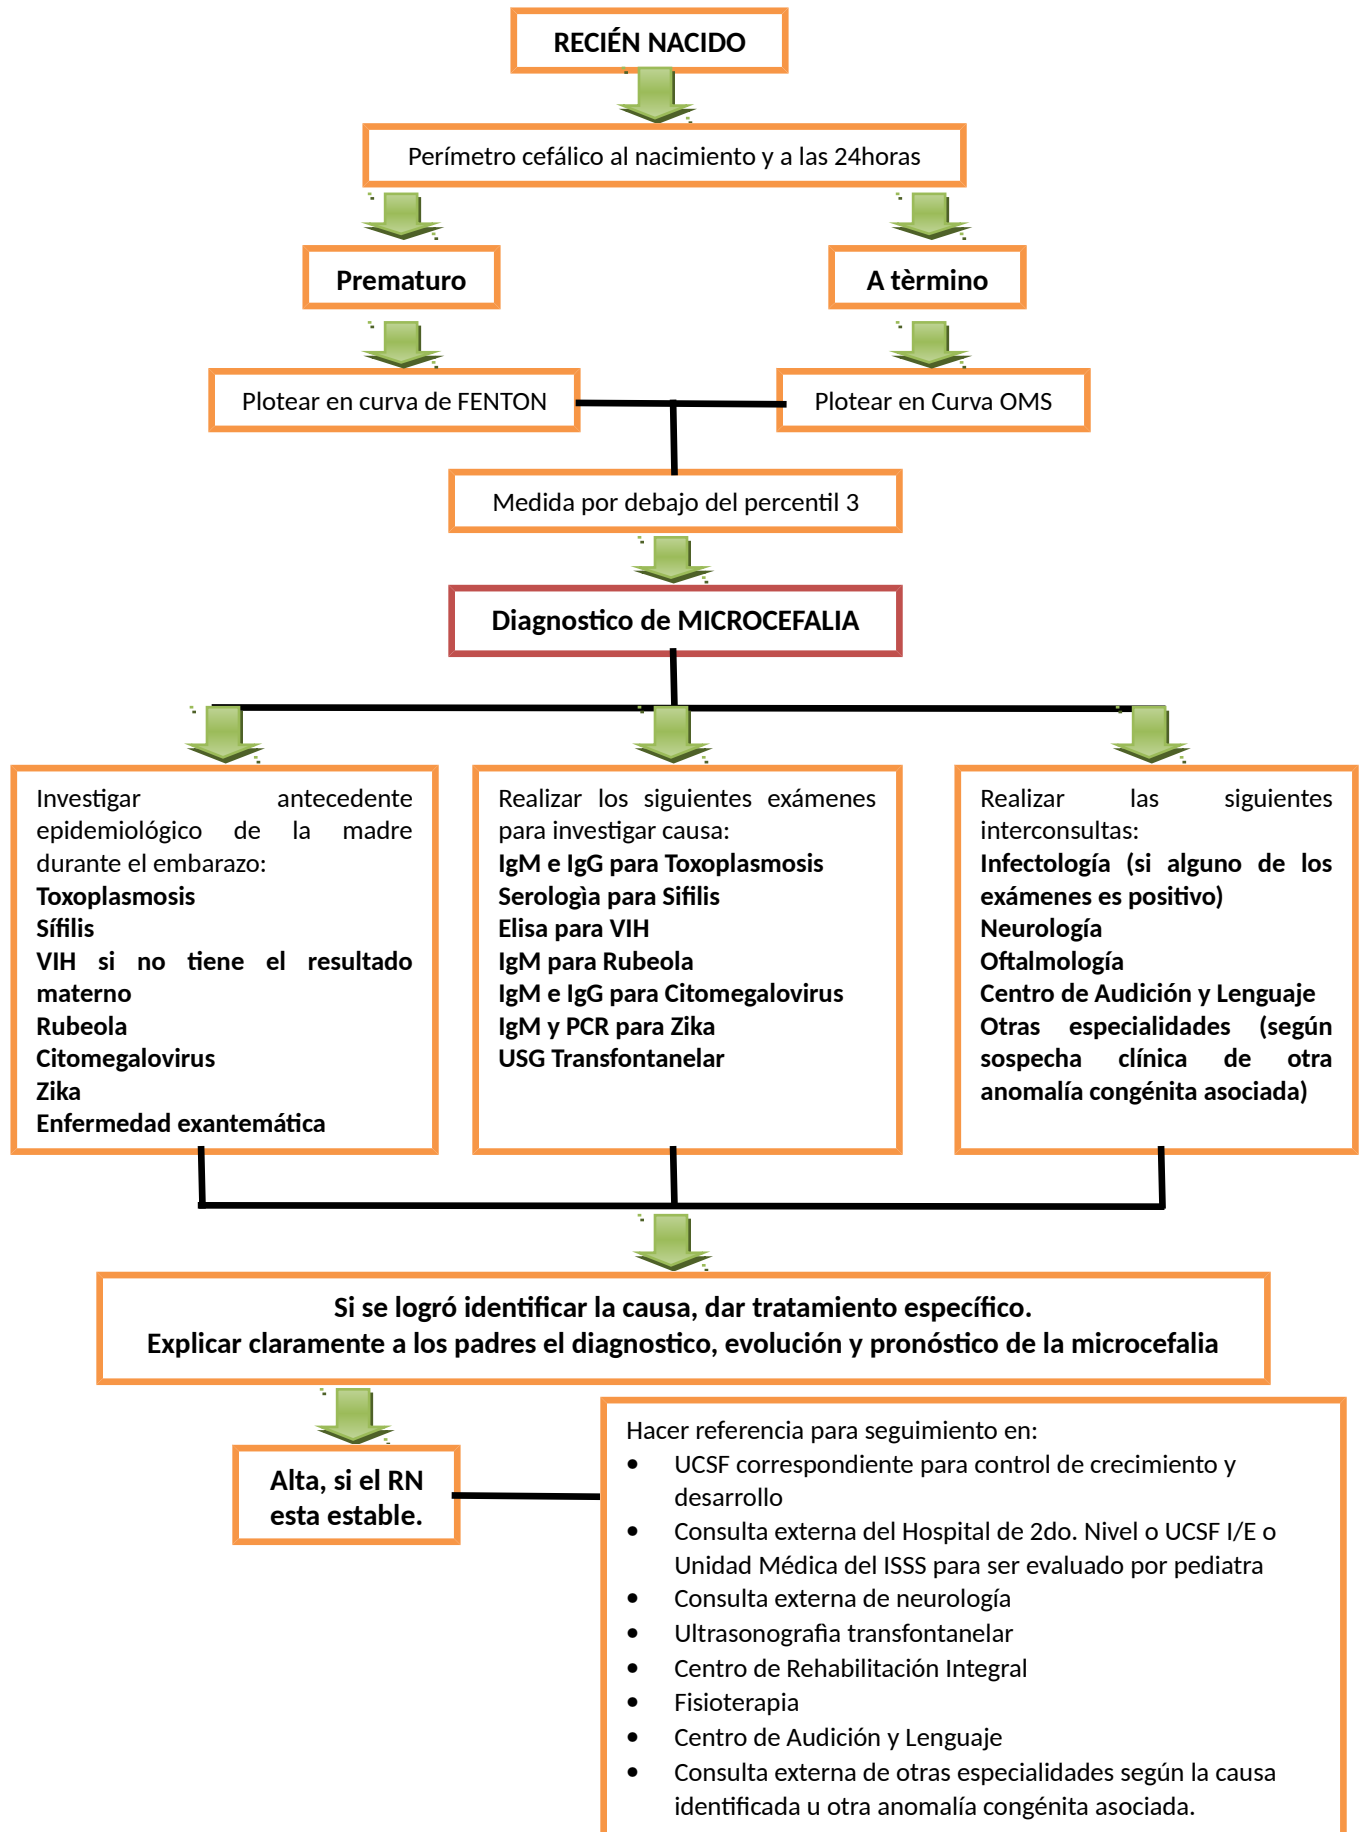 RECIÉN NACIDO
Perímetro cefálico al nacimiento y a las 24horas
Prematuro
A tèrmino
Plotear en curva de FENTON
Plotear en Curva OMS
Medida por debajo del percentil 3
Diagnostico de MICROCEFALIA
Investigar antecedente
epidemiológico de la madre
durante el embarazo:
Toxoplasmosis
Sífilis
VIH si no tiene el resultado
materno
Rubeola
Citomegalovirus
Zika
Enfermedad exantemática
Realizar los siguientes exámenes
para investigar causa:
IgM e IgG para Toxoplasmosis
Serologìa para Sifilis
Elisa para VIH
IgM para Rubeola
IgM e IgG para Citomegalovirus
IgM y PCR para Zika
USG Transfontanelar
Realizar las siguientes
interconsultas:
Infectología (si alguno de los
exámenes es positivo)
Neurología
Oftalmología
Centro de Audición y Lenguaje
Otras especialidades (según
sospecha clínica de otra
anomalía congénita asociada)
Si se logró identificar la causa, dar tratamiento específico.
Explicar claramente a los padres el diagnostico, evolución y pronóstico de la microcefalia
Alta, si el RN
esta estable.
Hacer referencia para seguimiento en:
• UCSF correspondiente para control de crecimiento y
desarrollo
• Consulta externa del Hospital de 2do. Nivel o UCSF I/E o
Unidad Médica del ISSS para ser evaluado por pediatra
• Consulta externa de neurología
• Ultrasonografia transfontanelar
• Centro de Rehabilitación Integral
• Fisioterapia
• Centro de Audición y Lenguaje
• Consulta externa de otras especialidades según la causa
identificada u otra anomalía congénita asociada.